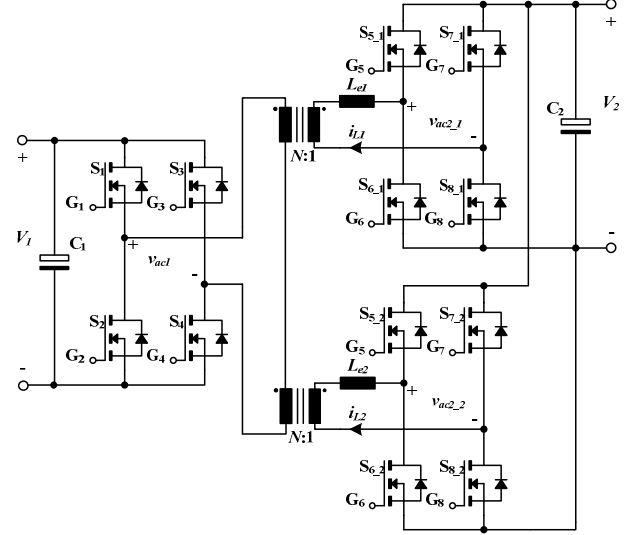 S5_1 S7_1
+
G5 G7
Le1
C2 V2
+ vac2_1
iL1 -
N:1
S1 S3
+
S6_1 S8_1
G1 G3
G6 G8
V1 C1
+ -
vac1
-
S5_2 S7_2
S2 S4
G5 G7
G2 G4
Le2
-
+ vac2_2
iL2 -
N:1
S6_2 S8_2
G6 G8